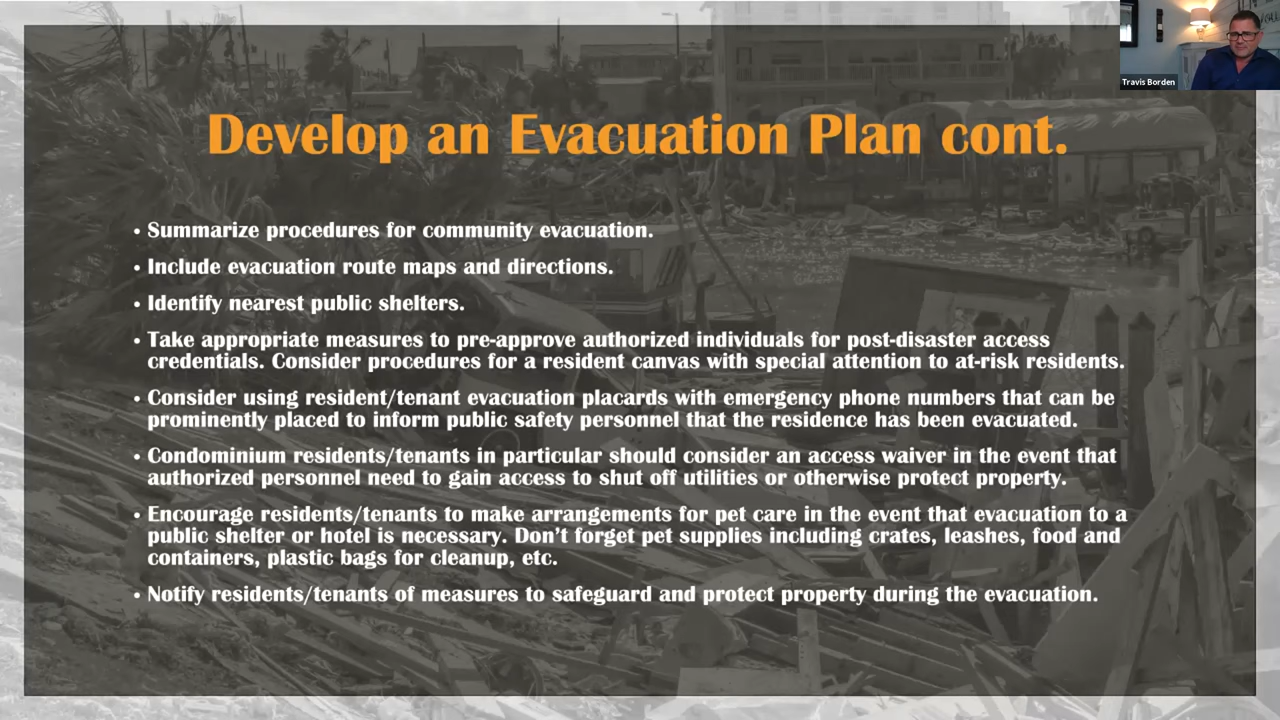 Travis Borden
Develop an Evacuation Plan cont.
• Summarize procedures for community evacuation.
• Include evacuation route maps and directions.
• Identify nearest public shelters.
• Take appropriate measures to pre-approve authorized individuals for post-disaster access
credentials. Consider procedures for a resident canvas with special attention to at-risk residents.
• Consider using resident/tenant evacuation placards with emergency phone numbers that can be
prominently placed to inform public safety personnel that the residence has been evacuated.
• Condominium residents/tenants in particular should consider an access waiver in the event that
authorized personnel need to gain access to shut off utilities or otherwise protect property.
• Encourage residents/tenants to make arrangements for pet care in the event that evacuation to a
public shelter or hotel is necessary. Don’t forget pet supplies including crates, leashes, food and
containers, plastic bags for cleanup, etc.
• Notify residents/tenants of measures to safeguard and protect property during the evacuation.